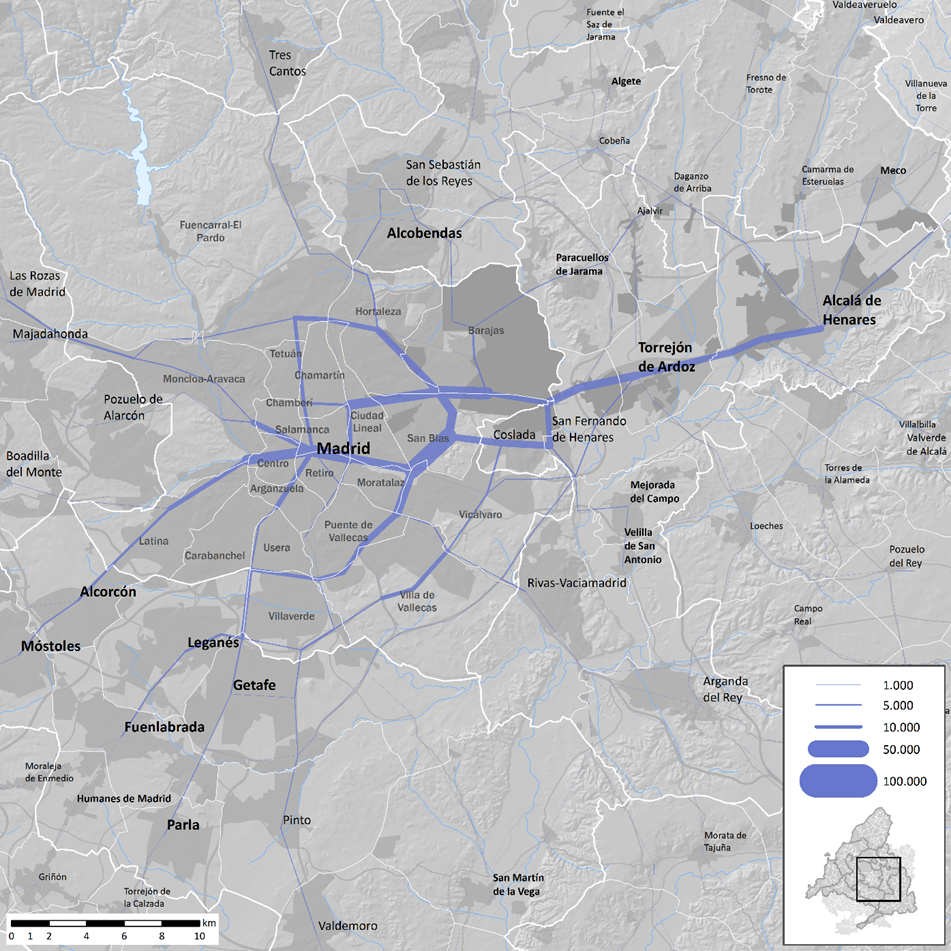 Valdeaveruelo
Fuente el
Saz de
Jarama
Valdeavero
Tres
Cantos
Algete
Fresno de
Torote
Villanueva
de la
Torre
Cobeña
San Sebastián
de los Reyes
Daganzo
de Arriba
Camarma de
Esteruelas
Meco
Ajalvir
Fuencarral-El
Pardo
Alcobendas
Paracuellos
de Jarama
Las Rozas
de Madrid
Alcalá de
Henares
Hortaleza
Barajas
Majadahonda
Tetuán
Torrejón
de Ardoz
Moncloa-Aravaca
Chamartín
Pozuelo de
Alarcón
Chamberí
Ciudad
Lineal
Salamanca
San Fernando
de Henares
San Blas
Coslada
Villalbilla
Valverde
de Alcalá
Madrid
Boadilla
del Monte
Centro
Retiro
Moratalaz
Arganzuela
Torres de
la Alameda
Mejorada
del Campo
Vicálvaro
Puente de
Vallecas
Loeches
Latina
Carabanchel
Usera
Velilla
de San
Antonio
Pozuelo
del Rey
Alcorcón
Rivas-Vaciamadrid
Villa de
Vallecas
Villaverde
Campo
Real
Móstoles
Leganés
Getafe
Arganda
del Rey
Fuenlabrada
Moraleja
de Enmedio
Humanes de Madrid
Parla
Pinto
Morata de
Tajuña
Griñón
Torrejón de
la Calzada
San Martín
de la Vega
Valdemoro
1.000
5.000
10.000
50.000
100.000
km
0 1 2 4 6 8 10